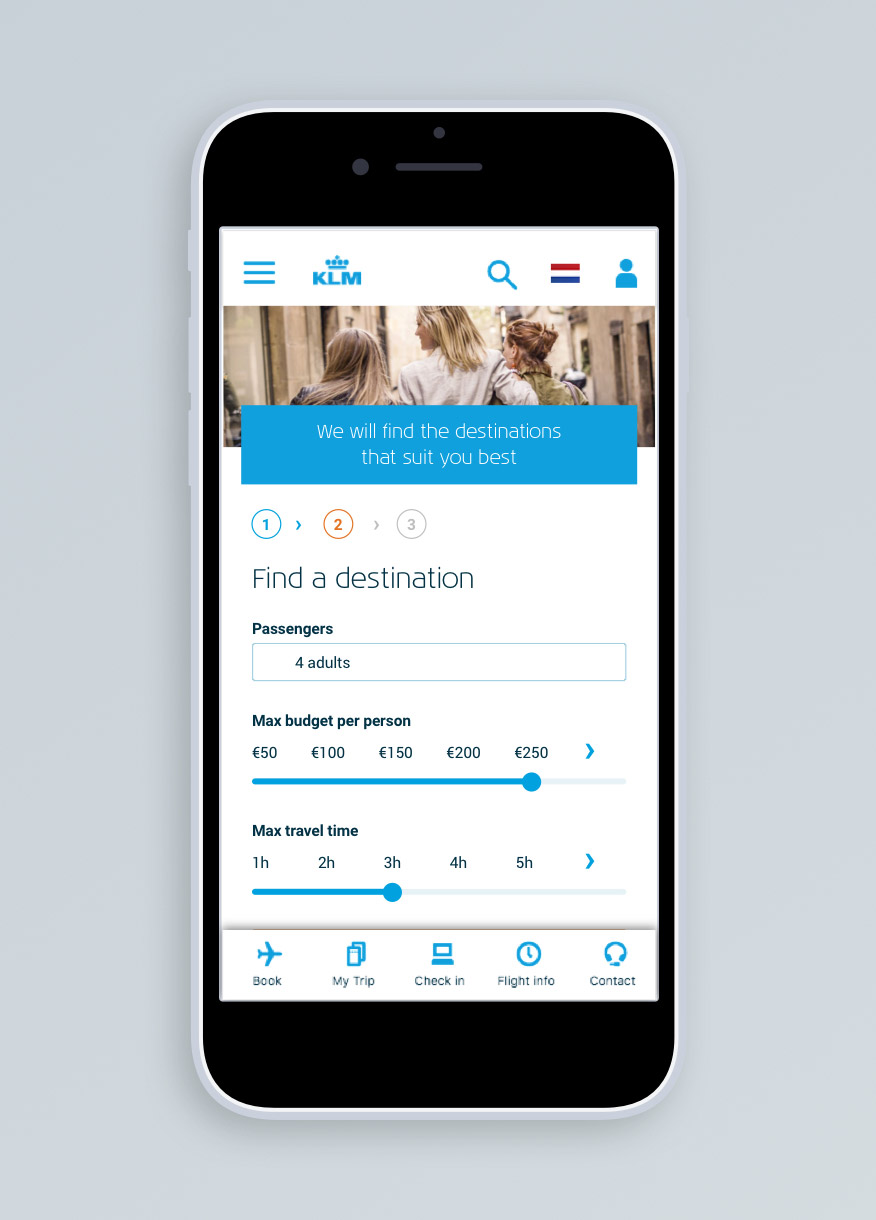 KLM
We will find the destinations
that suit you best
1 › 2 › 3
Find a destination
Passengers
4 adults
Max budget per person
€50 €100 €150 €200 €250 ›
Max travel time
1h 2h 3h 4h 5h ›
Book My Trip Check in Flight info Contact